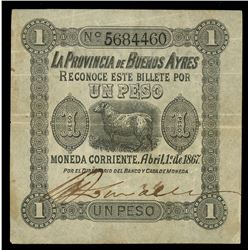 1 Nº 5684460 1
LA PROVINCIA DE BUENOS AYRES
RECONOCE ESTE BILLETE POR
UN PESO
1 1
MONEDA CORRIENTE, Abril 1º de 1867.
POR EL DIRECTORIO DEL BANCO Y CASA DE MONEDA
1 UN PESO 1